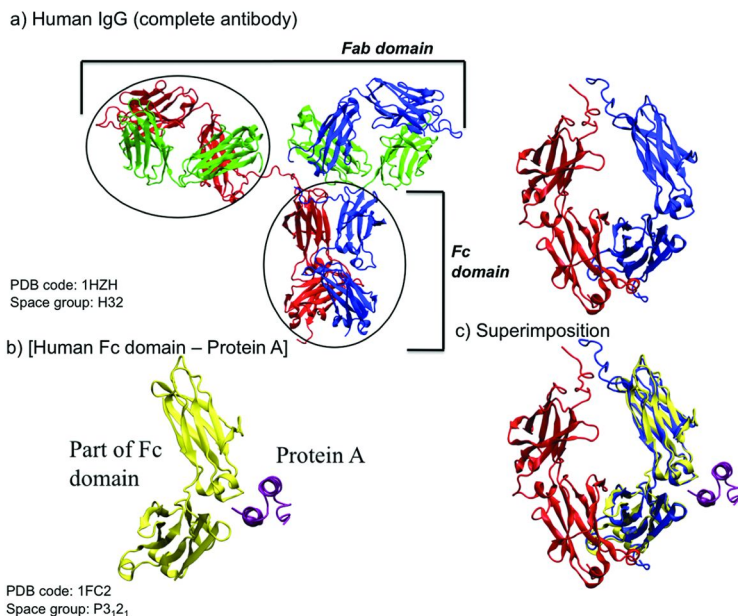 a) Human IgG (complete antibody)
Fab domain
Fc
domain
PDB code: 1HZH
Space group: H32
b) [Human Fc domain – Protein A]
c) Superimposition
Part of Fc
domain
Protein A
PDB code: 1FC2
Space group: P3₁2₁